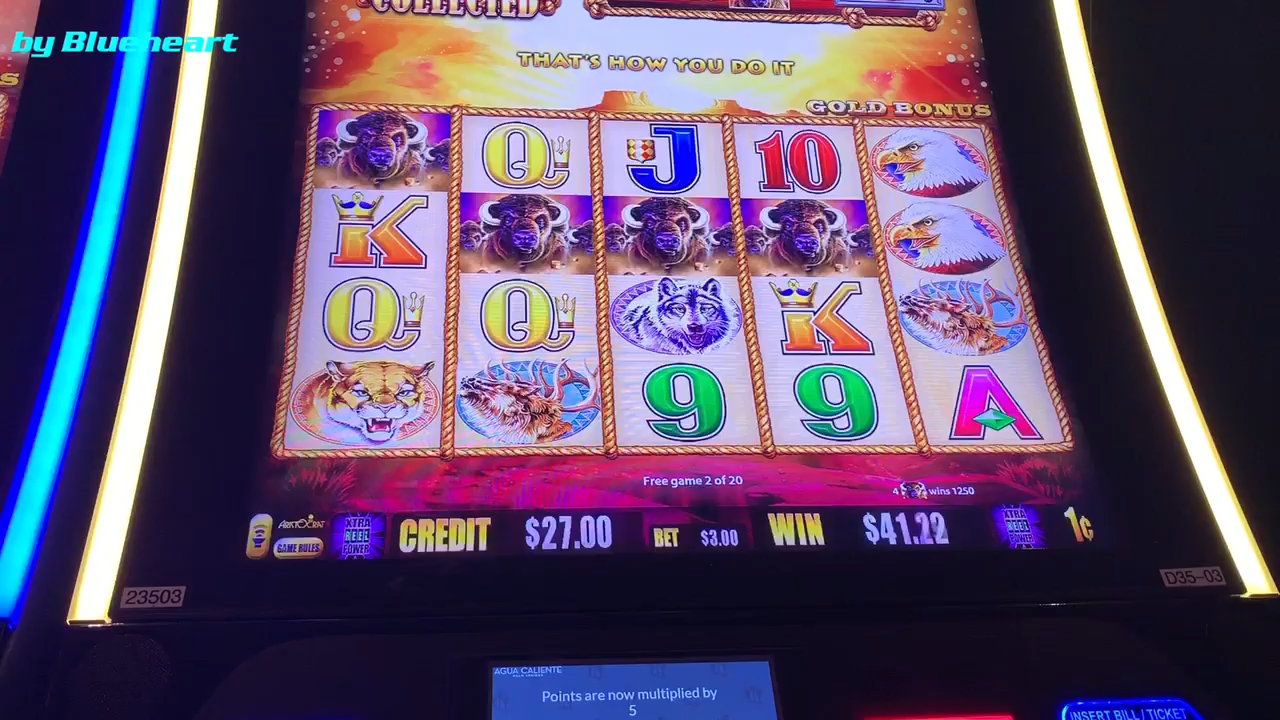 COLLECTED
by Blueheart
THAT'S HOW YOU DO IT
GOLD BONUS
Q J 10
K
Q Q K
9 9 A
Free game 2 of 20
4 wins 1250
ARISTOCRAT
GAME RULES
XTRA
REEL
POWER
CREDIT $27.00 BET $3.00 WIN $41.22
XTRA
REEL
POWER
1¢
23503
D35-03
AGUA CALIENTE
Points are now multiplied by
5
INSERT BILL / TICKET